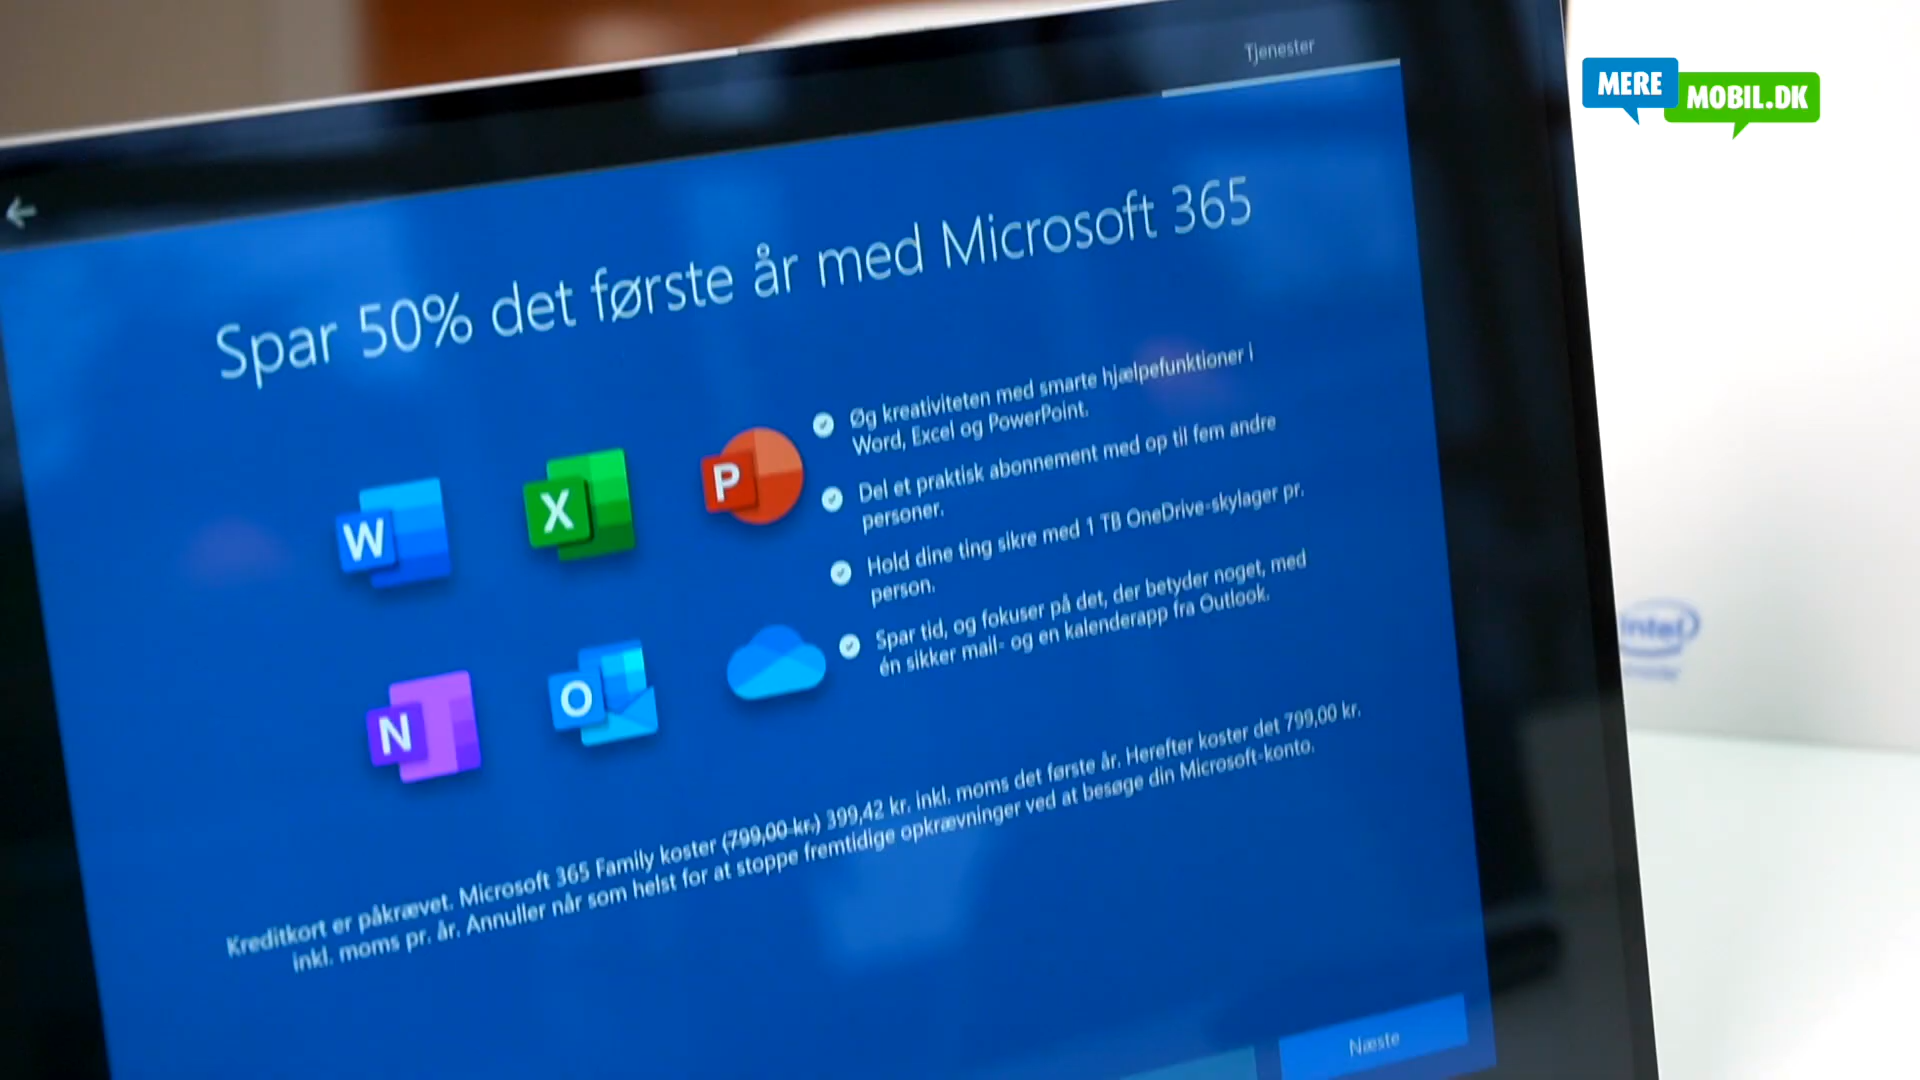 MERE
MOBIL.DK
Tjenester
Spar 50% det første år med Microsoft 365
W
X
P
N
O
Øg kreativiteten med smarte hjælpefunktioner i
Word, Excel og PowerPoint.
Del et praktisk abonnement med op til fem andre
personer.
Hold dine ting sikre med 1 TB OneDrive-skylager pr.
person.
Spar tid, og fokuser på det, der betyder noget, med
én sikker mail- og en kalenderapp fra Outlook.
Kreditkort er påkrævet. Microsoft 365 Family koster (799,00 kr.) 399,42 kr. inkl. moms det første år. Herefter koster det 799,00 kr.
inkl. moms pr. år. Annuller når som helst for at stoppe fremtidige opkrævninger ved at besøge din Microsoft-konto.
Næste
intel